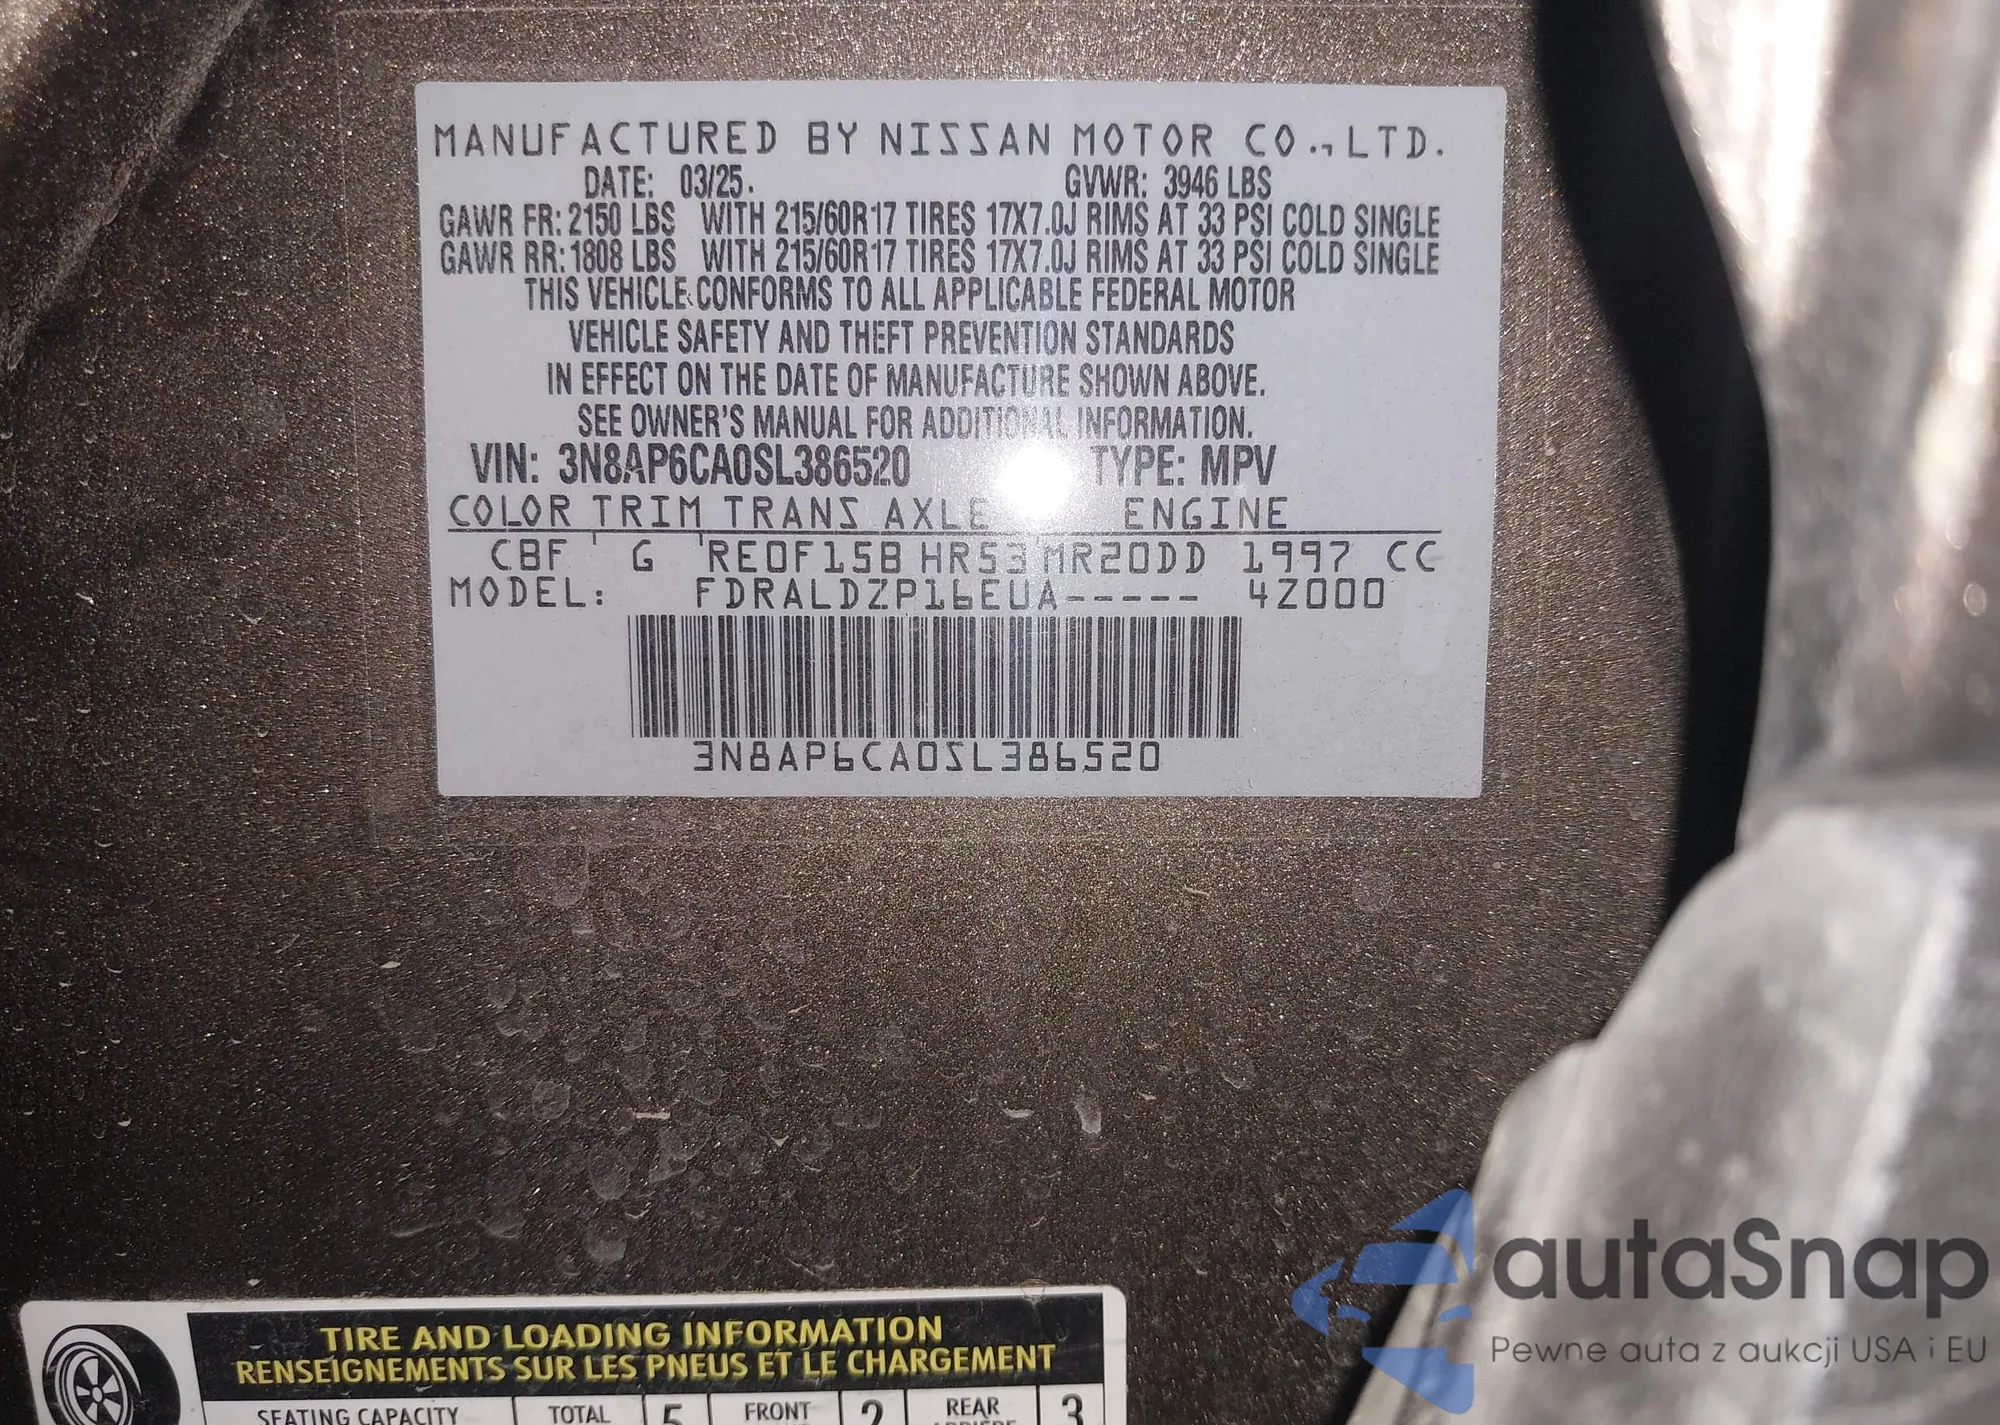 MANUFACTURED BY NISSAN MOTOR CO., LTD.
DATE: 03/25. GVWR: 3946 LBS
GAWR FR: 2150 LBS WITH 215/60R17 TIRES 17X7.0J RIMS AT 33 PSI COLD SINGLE
GAWR RR: 1808 LBS WITH 215/60R17 TIRES 17X7.0J RIMS AT 33 PSI COLD SINGLE
THIS VEHICLE CONFORMS TO ALL APPLICABLE FEDERAL MOTOR
VEHICLE SAFETY AND THEFT PREVENTION STANDARDS
IN EFFECT ON THE DATE OF MANUFACTURE SHOWN ABOVE.
SEE OWNER'S MANUAL FOR ADDITIONAL INFORMATION.
VIN: 3N8AP6CA0SL386520 TYPE: MPV
COLOR TRIM TRANS AXLE ENGINE
CBF G RE0F15B HR53 MR20DD 1997 CC
MODEL: FDRALDZP16EUA----- 4Z000
3N8AP6CA0SL386520
TIRE AND LOADING INFORMATION
RENSEIGNEMENTS SUR LES PNEUS ET LE CHARGEMENT
SEATING CAPACITY TOTAL 5 FRONT 2 REAR 3
ARRIÈRE
autaSnap
Pewne auta z aukcji USA i EU